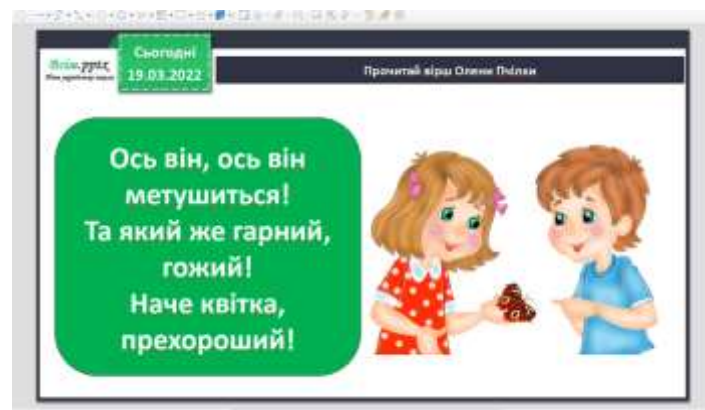 Сьогодні
19.03.2022
Прочитай вірш Олени Пчілки
Ось він, ось він
метушиться!
Та який же гарний,
гожий!
Наче квітка,
прехороший!